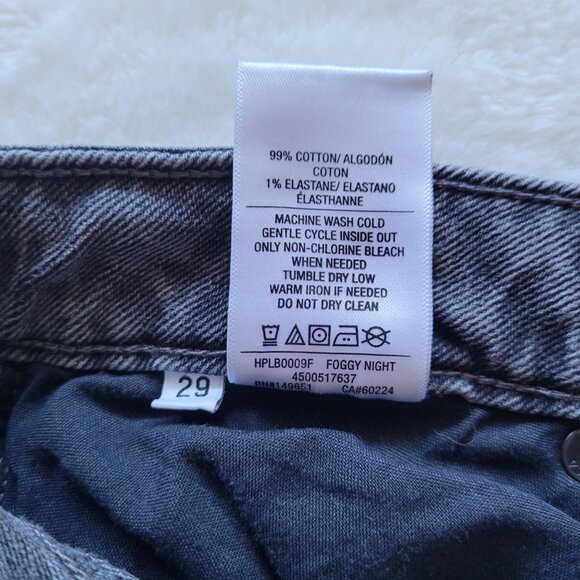 99% COTTON/ ALGODÓN
COTON
1% ELASTANE/ ELASTANO
ÉLASTHANNE
MACHINE WASH COLD
GENTLE CYCLE INSIDE OUT
ONLY NON-CHLORINE BLEACH
WHEN NEEDED
TUMBLE DRY LOW
WARM IRON IF NEEDED
DO NOT DRY CLEAN
HPLB0009F FOGGY NIGHT
4500517637
RN#149651 CA#60224
29